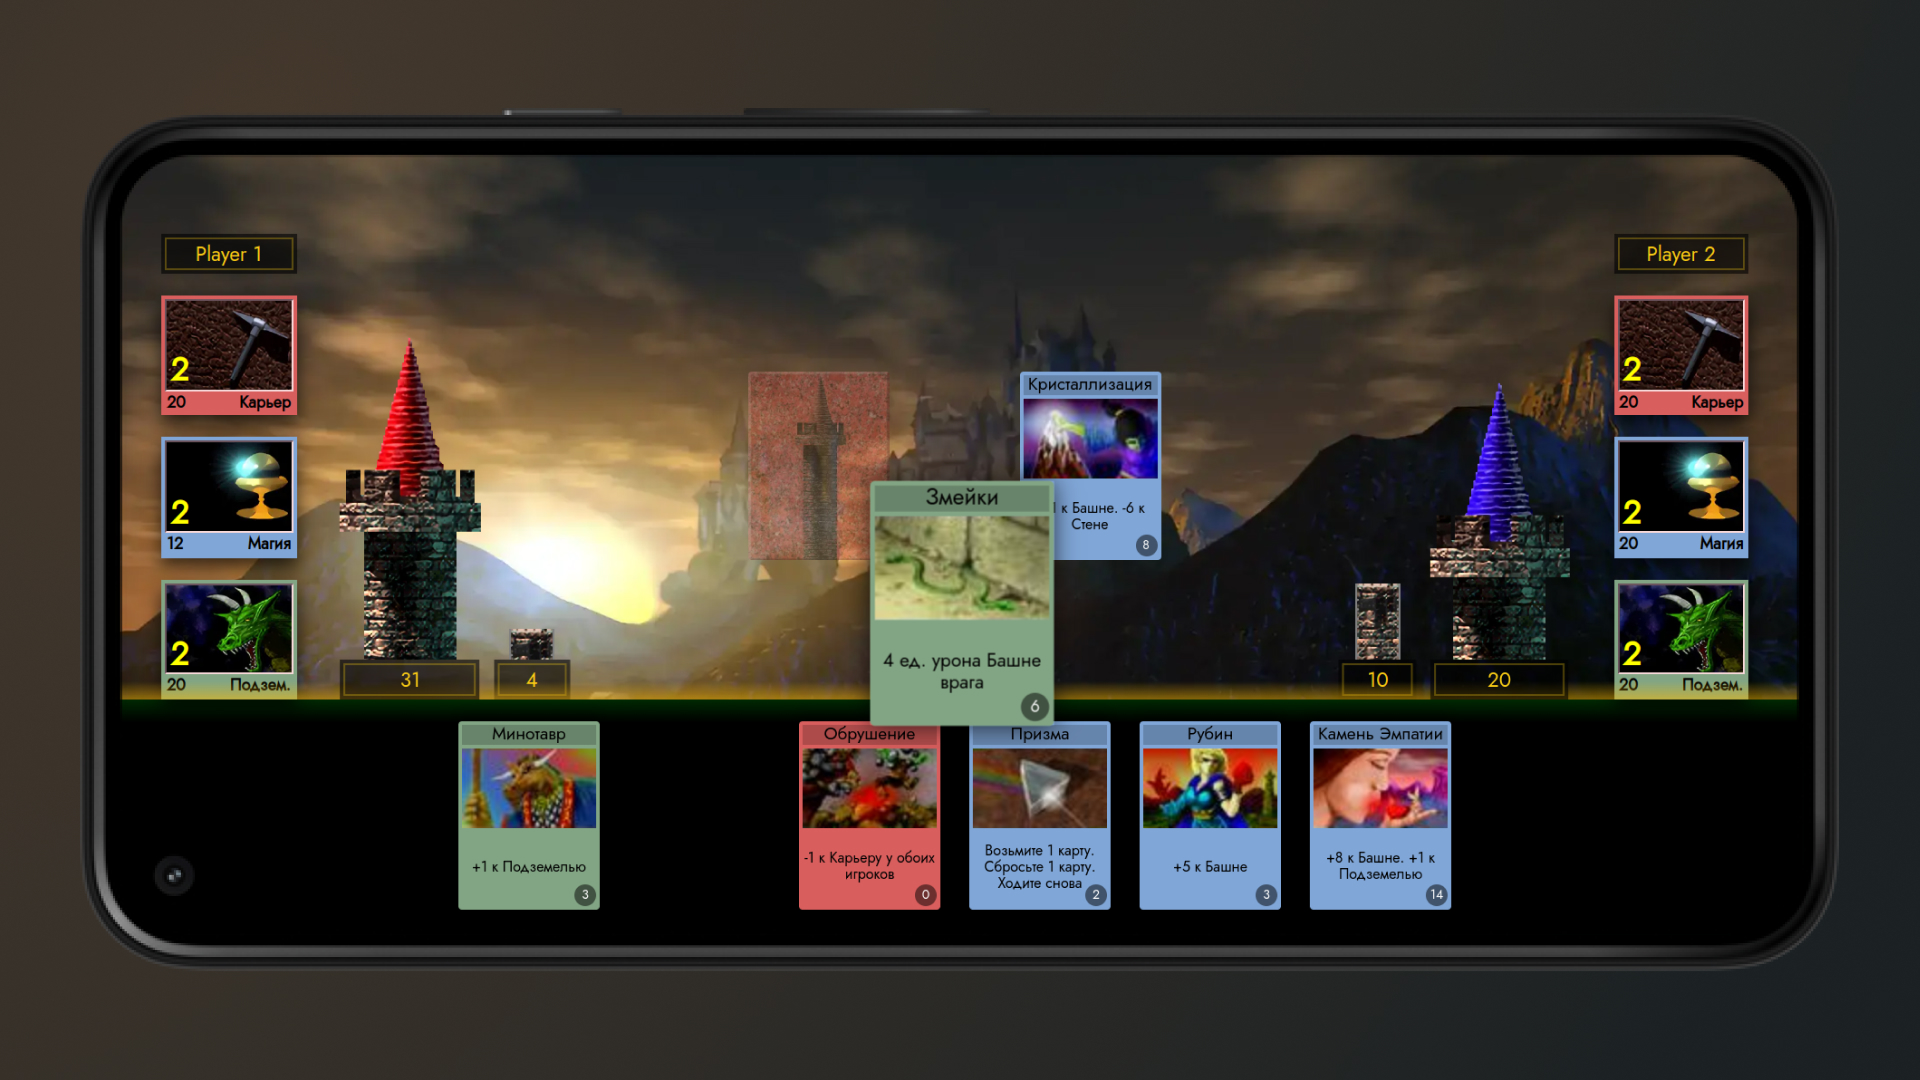 Player 1
2
20 Карьер
2
12 Магия
2
20 Подзем.
31
4
Кристаллизация
к Башне. -6 к
Стене
8
Змейки
4 ед. урона Башне
врага
6
Player 2
2
20 Карьер
2
20 Магия
2
20 Подзем.
10
20
Минотавр
+1 к Подземелью
3
Обрушение
-1 к Карьеру у обоих
игроков
0
Призма
Возьмите 1 карту.
Сбросьте 1 карту.
Ходите снова
2
Рубин
+5 к Башне
3
Камень Эмпатии
+8 к Башне. +1 к
Подземелью
14